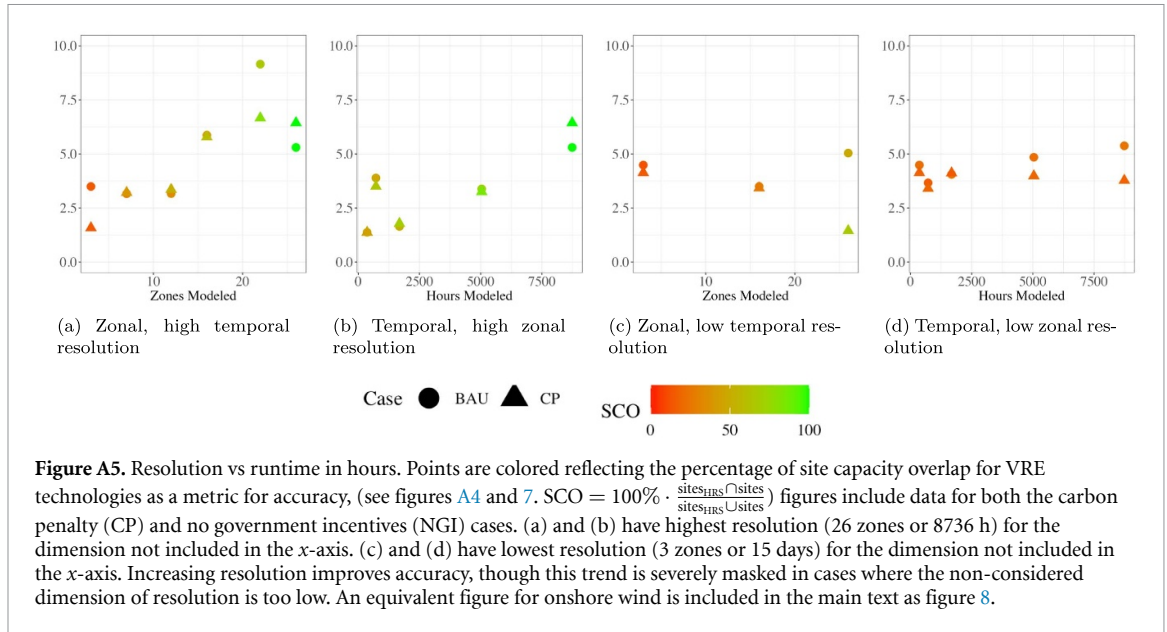 10.0
7.5
5.0
2.5
0.0
10
20
Zones Modeled
10.0
7.5
5.0
2.5
0.0
0
2500
5000
7500
Hours Modeled
10.0
7.5
5.0
2.5
0.0
10
20
Zones Modeled
10.0
7.5
5.0
2.5
0.0
0
2500
5000
7500
Hours Modeled
(a) Zonal, high temporal
resolution
(b) Temporal, high zonal
resolution
(c) Zonal, low temporal res-
olution
(d) Temporal, low zonal res-
olution
Case BAU CP
SCO
0 50 100
Figure A5. Resolution vs runtime in hours. Points are colored reflecting the percentage of site capacity overlap for VRE
technologies as a metric for accuracy, (see figures A4 and 7. SCO = 100% · sitesHRS⋂sites / sitesHRS⋃sites) figures include data for both the carbon
penalty (CP) and no government incentives (NGI) cases. (a) and (b) have highest resolution (26 zones or 8736 h) for the
dimension not included in the x-axis. (c) and (d) have lowest resolution (3 zones or 15 days) for the dimension not included in
the x-axis. Increasing resolution improves accuracy, though this trend is severely masked in cases where the non-considered
dimension of resolution is too low. An equivalent figure for onshore wind is included in the main text as figure 8.